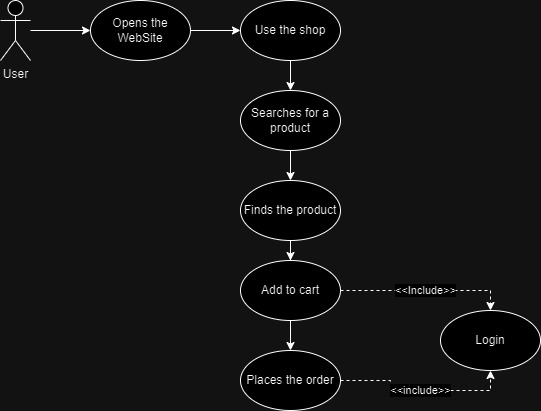 Opens the
WebSite
Use the shop
User
Searches for a
product
Finds the product
Add to cart
<<Include>>
Login
Places the order
<<include>>